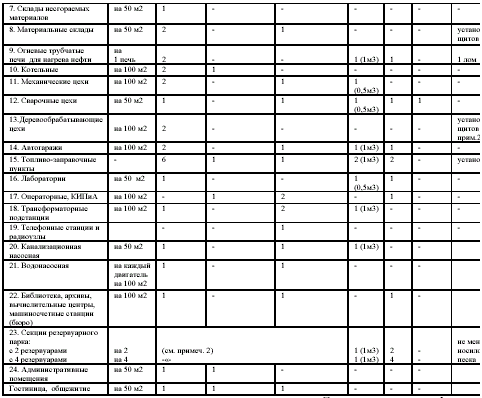 7. Склады несгораемых на 50 м2 1 - - - - - -
материалов
8. Материальные склады на 50 м2 2 - 1 - - - устано
щитов
9. Огневые трубчатые на
печи для нагрева нефти 1 печь 2 - - 1 (1м3) 1 - 1 лом
10. Котельные на 100 м2 2 1 - - - - -
11. Механические цехи на 100 м2 2 - 1 1 - - -
(0,5м3)
12. Сварочные цехи на 50 м2 1 - 1 1 1 1 -
(0,5м3)
13.Деревообрабатывающие устано
цехи на 100 м2 2 - - - - - щитов
прим.2
14. Автогаражи на 100 м2 2 - 1 1 (1м3) 1 - -
15. Топливо-заправочные - 6 1 1 2 (1м3) 2 - устано
пункты
16. Лаборатории на 50 м2 1 - - 1 1 - -
(0,5м3)
17. Операторные, КИПиА на 100 м2 - 1 2 - 1 - -
18. Трансформаторные на 100 м2 1 - 2 1 (1м3) - - -
подстанции
19. Телефонные станции и - - 1 - - - -
радиоузлы
20. Канализационная на 50 м2 1 - 1 1 (1м3) - -
насосная
21. Водонасосная на каждый 1 - 1 - - -
двигатель
на 100 м2
22. Библиотека, архивы, на 100 м2 1 - 1 - 1 -
вычислительные центры,
машиносчетные станции
(бюро)
23. Секции резервуарного
парка: не мен
с 2 резервуарами на 2 (см. примеч. 2) 1 (1м3) 2 носило
с 4 резервуарами на 4 -«- 1 (1м3) 4 - песка
24. Административные на 50 м2 1 1 - - - -
помещения
Гостиница, общежитие на 50 м2 1 1 1 - - -